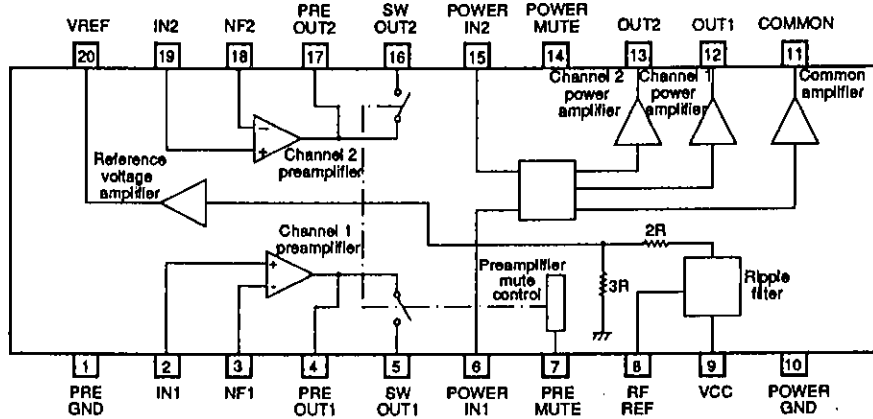 VREF IN2 NF2 PRE OUT2 SW OUT2 POWER IN2 POWER MUTE OUT2 OUT1 COMMON
20 19 18 17 16 15 14 13 12 11
Channel 2 power amplifier
Channel 1 power amplifier
Common amplifier
Channel 2 preamplifier
Reference voltage amplifier
Channel 1 preamplifier
Preamplifier mute control
2R
3R
Ripple filter
1 2 3 4 5 6 7 8 9 10
PRE GND IN1 NF1 PRE OUT1 SW OUT1 POWER IN1 PRE MUTE RF REF VCC POWER GND